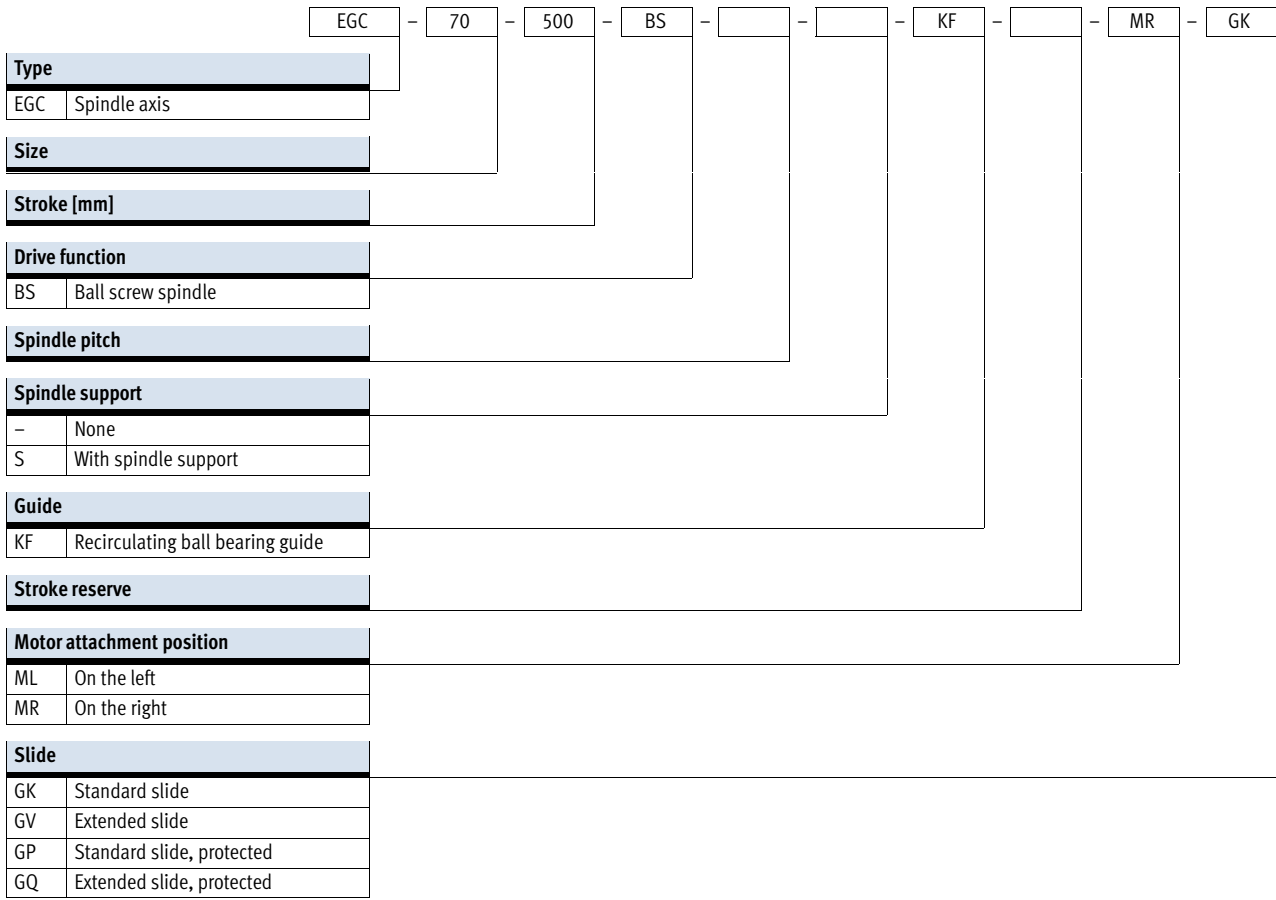 EGC – 70 – 500 – BS – – – KF – – MR – GK
Type
EGC Spindle axis
Size
Stroke [mm]
Drive function
BS Ball screw spindle
Spindle pitch
Spindle support
– None
S With spindle support
Guide
KF Recirculating ball bearing guide
Stroke reserve
Motor attachment position
ML On the left
MR On the right
Slide
GK Standard slide
GV Extended slide
GP Standard slide, protected
GQ Extended slide, protected